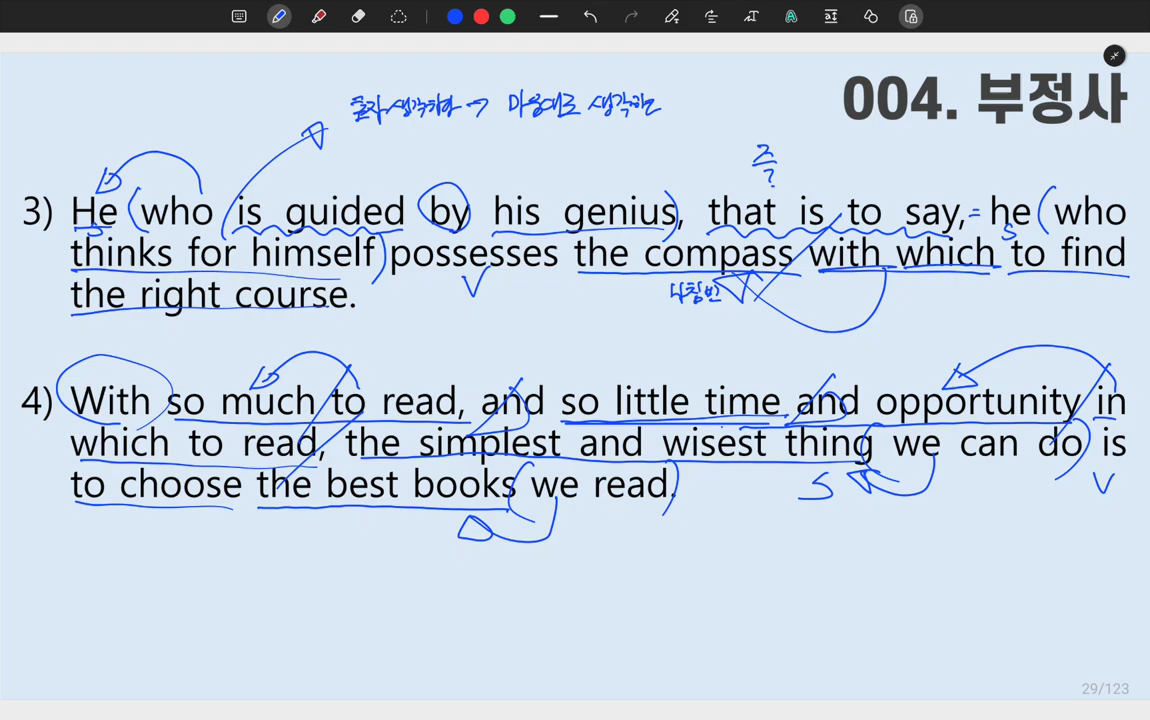 004. 부정사
혼자 생각하항 → 마음대로 생각하는
즉
?
3) He (who is guided by his genius), that is to say, = he (who
S
S
thinks for himself) possesses the compass with which to find
V
나침반
the right course.
4) With so much to read, and so little time and opportunity in
which to read, the simplest and wisest thing (we can do) is
S
V
to choose the best books (we read).
29/123